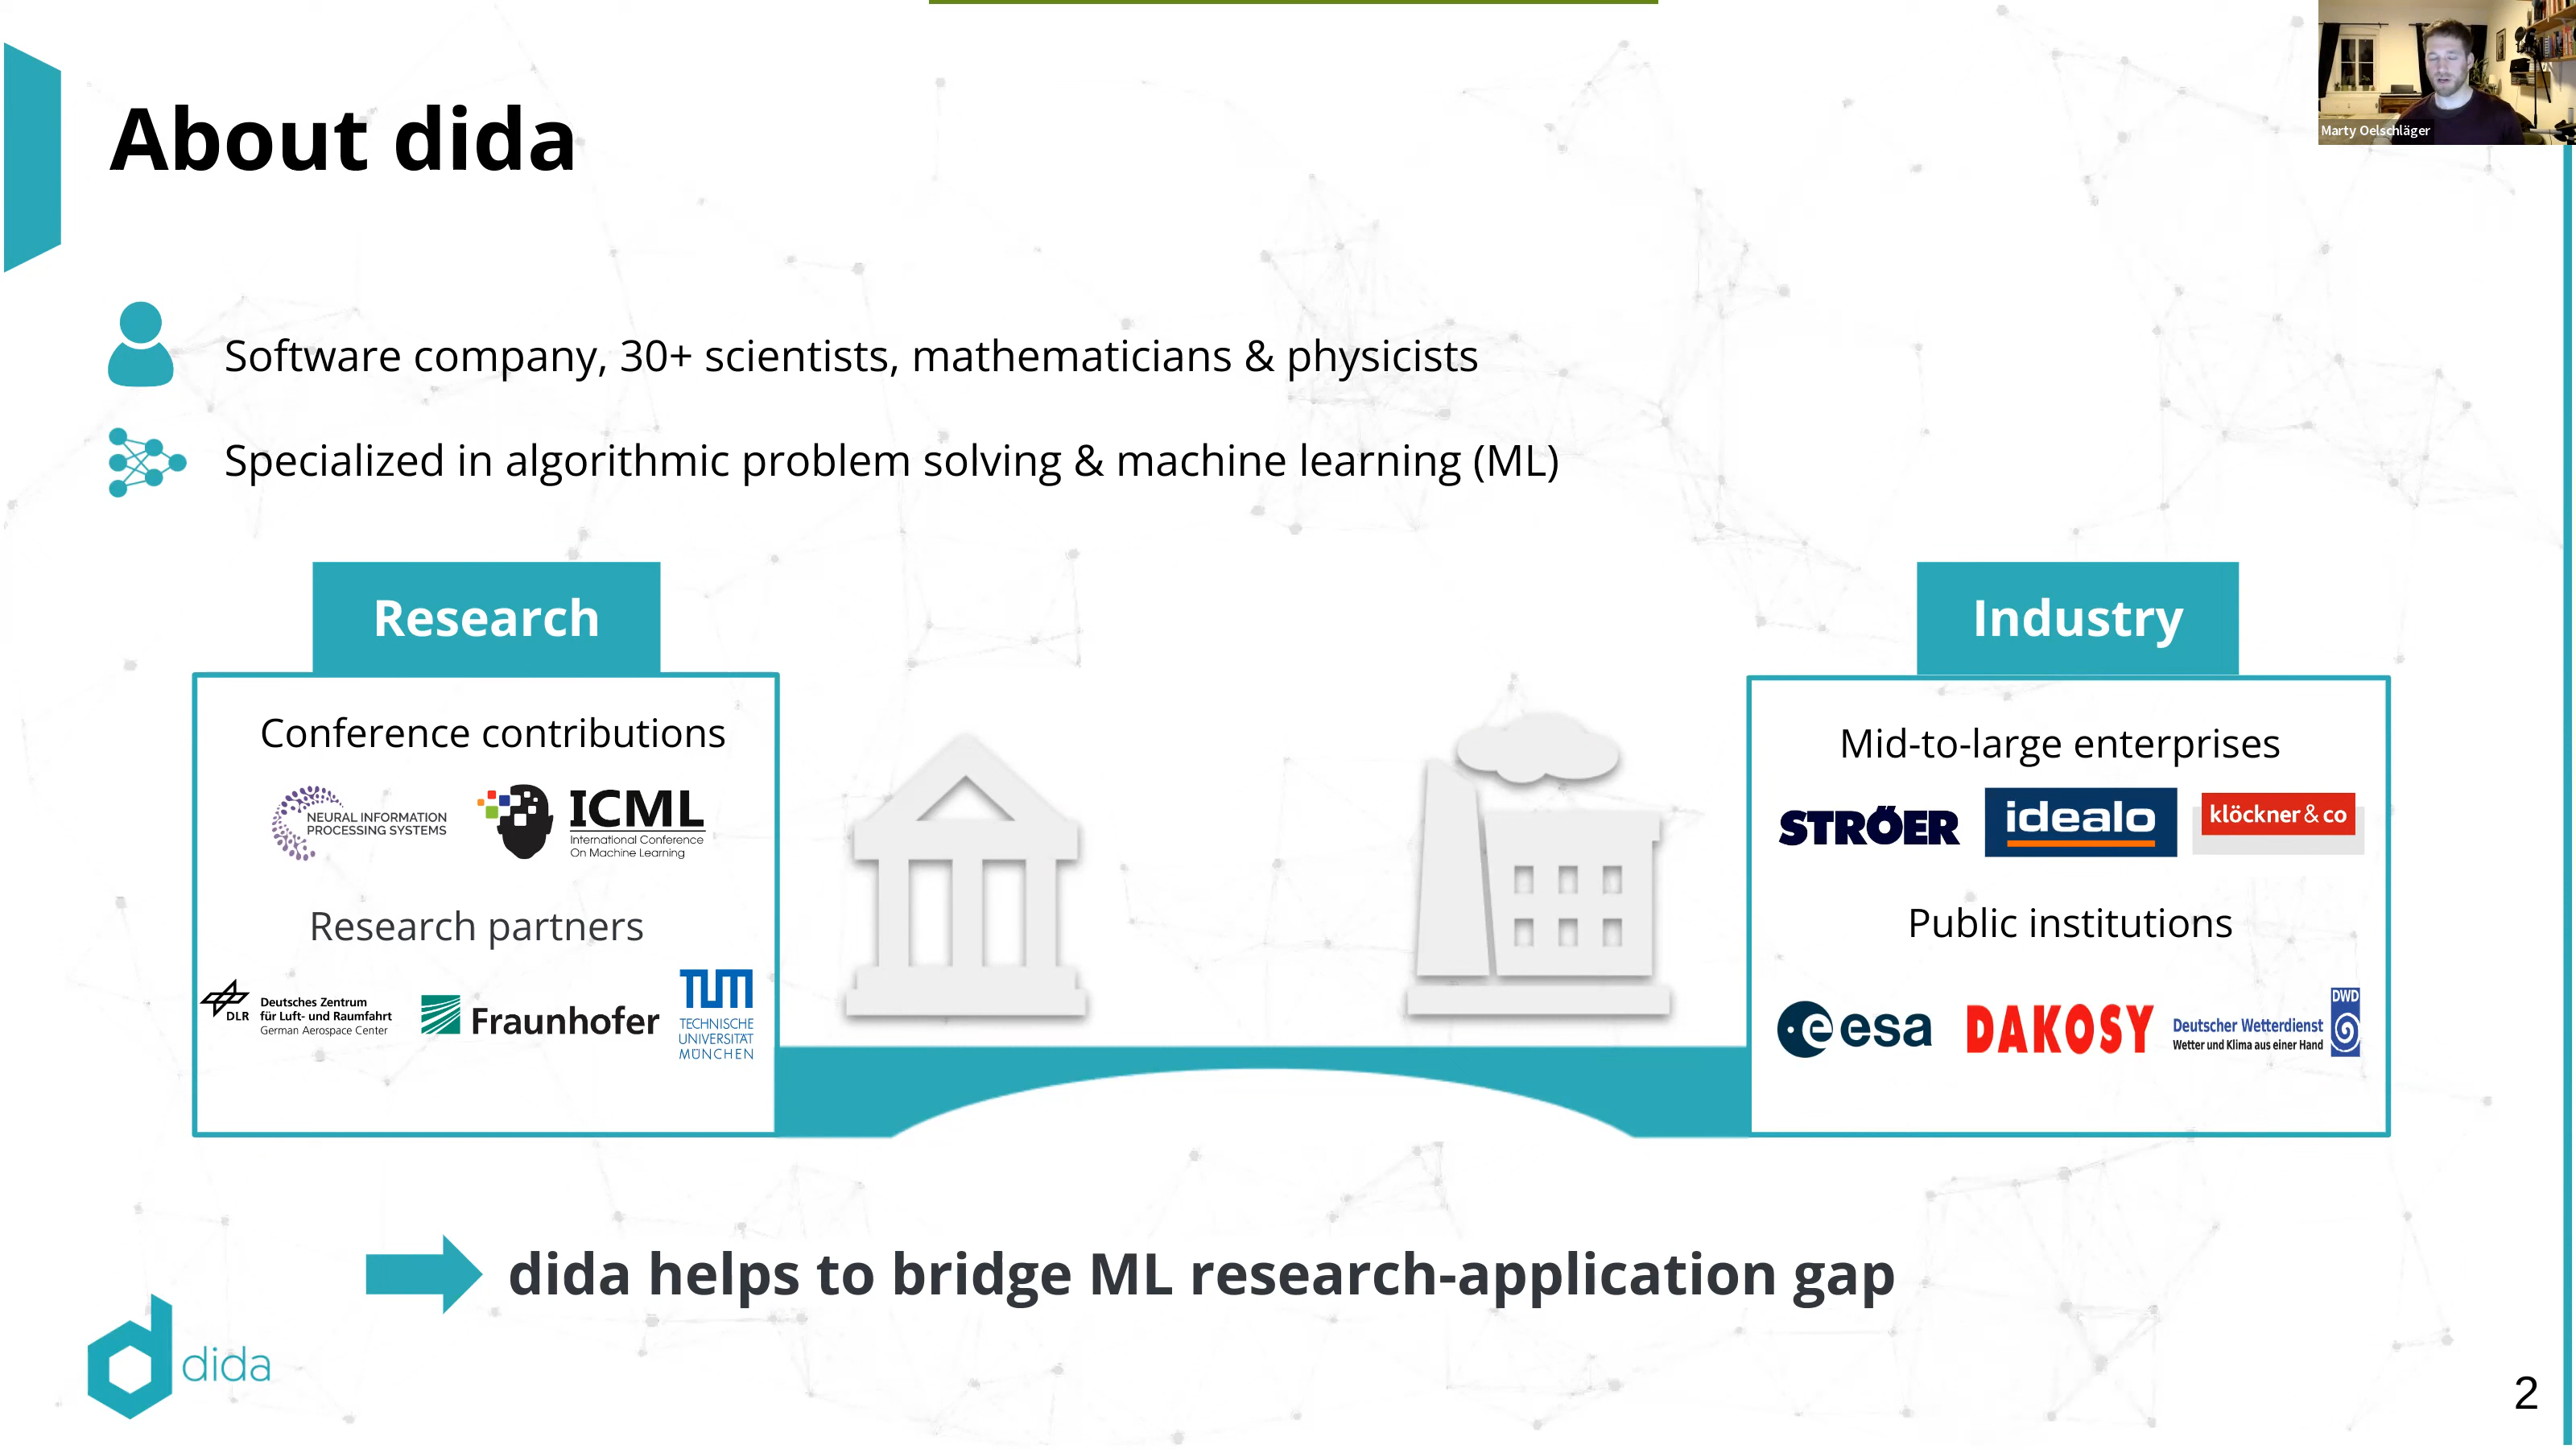 About dida
Marty Oelschläger
Software company, 30+ scientists, mathematicians & physicists
Specialized in algorithmic problem solving & machine learning (ML)
Research
Conference contributions
NEURAL INFORMATION
PROCESSING SYSTEMS
ICML
International Conference
On Machine Learning
Research partners
DLR
Deutsches Zentrum
für Luft- und Raumfahrt
German Aerospace Center
Fraunhofer
TUM
TECHNISCHE
UNIVERSITÄT
MÜNCHEN
Industry
Mid-to-large enterprises
STRÖER
idealo
klöckner & co
Public institutions
esa
DAKOSY
Deutscher Wetterdienst
Wetter und Klima aus einer Hand
DWD
dida helps to bridge ML research-application gap
dida
2